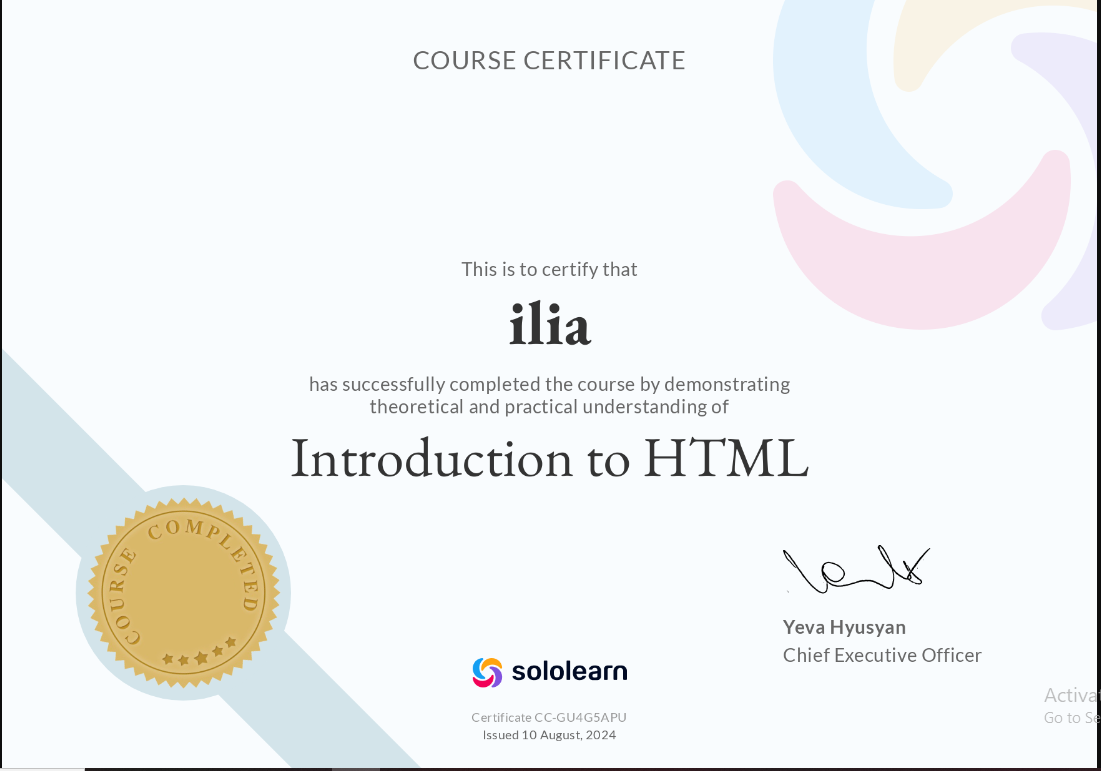 COURSE CERTIFICATE
This is to certify that
ilia
has successfully completed the course by demonstrating
theoretical and practical understanding of
Introduction to HTML
COURSE COMPLETED
Yeva Hyusyan
Chief Executive Officer
sololearn
Certificate CC-GU4G5APU
Issued 10 August, 2024
Activa
Go to Se